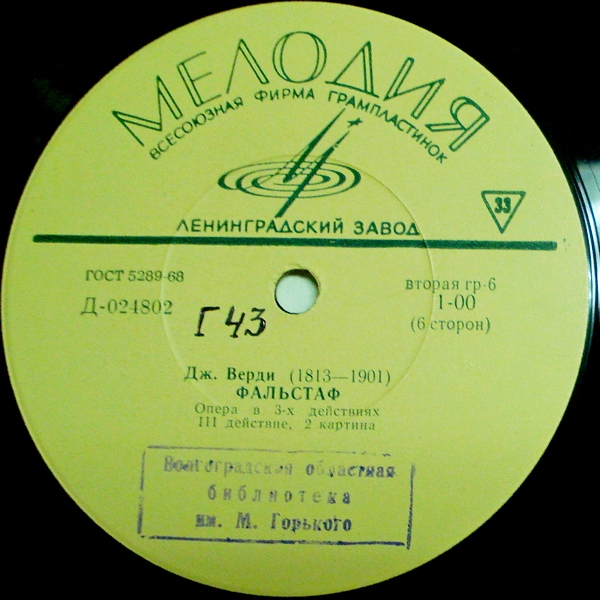 МЕЛОДИЯ
ВСЕСОЮЗНАЯ ФИРМА ГРАМПЛАСТИНОК
ЛЕНИНГРАДСКИЙ ЗАВОД
33
ГОСТ 5289-68
Д-024802
Г 43
вторая гр-6
1-00
(6 сторон)
Дж. Верди (1813—1901)
ФАЛЬСТАФ
Опера в 3-х действиях
III действие, 2 картина
Волгоградская областная
библиотека
им. М. Горького